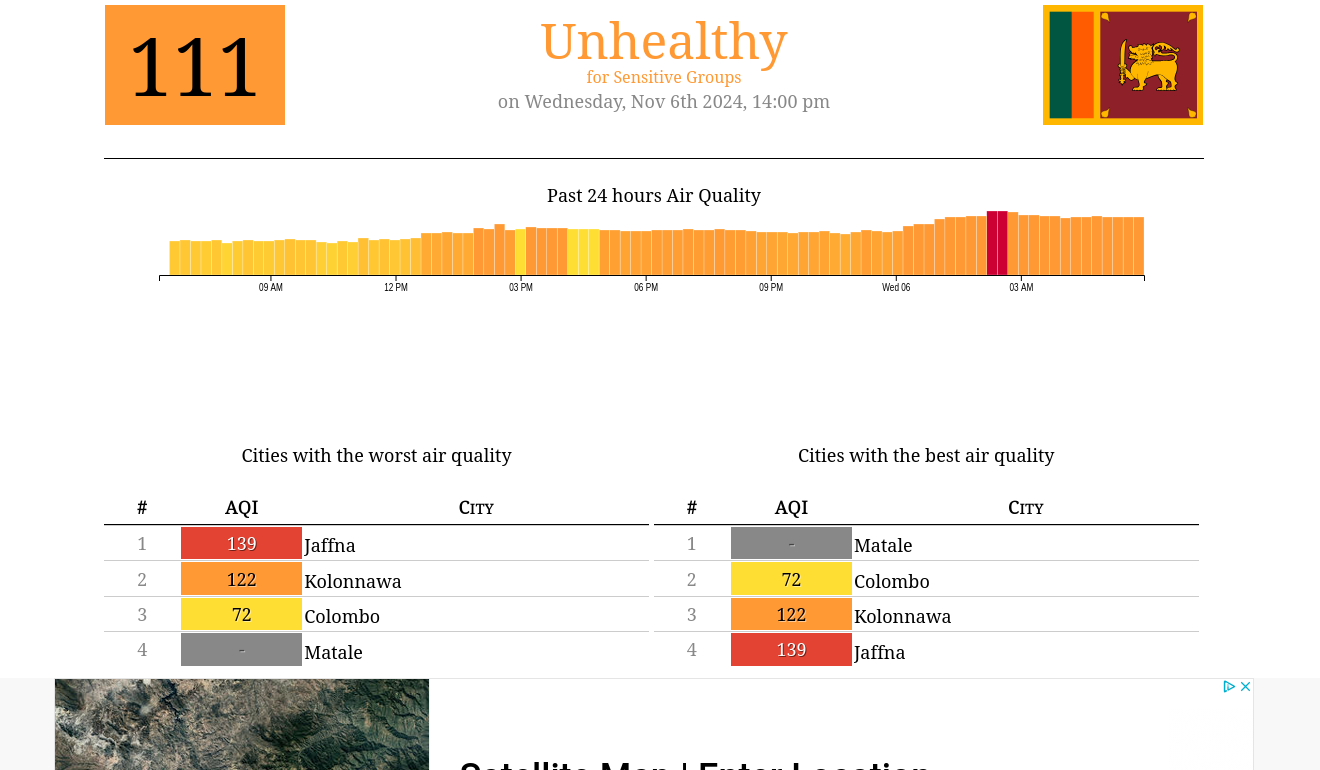 111
Unhealthy
for Sensitive Groups
on Wednesday, Nov 6th 2024, 14:00 pm
Past 24 hours Air Quality
09 AM 12 PM 03 PM 06 PM 09 PM Wed 06 03 AM
Cities with the worst air quality
# AQI City
1 139 Jaffna
2 122 Kolonnawa
3 72 Colombo
4 - Matale
Cities with the best air quality
# AQI City
1 - Matale
2 72 Colombo
3 122 Kolonnawa
4 139 Jaffna
Satellite Map | Enter Location